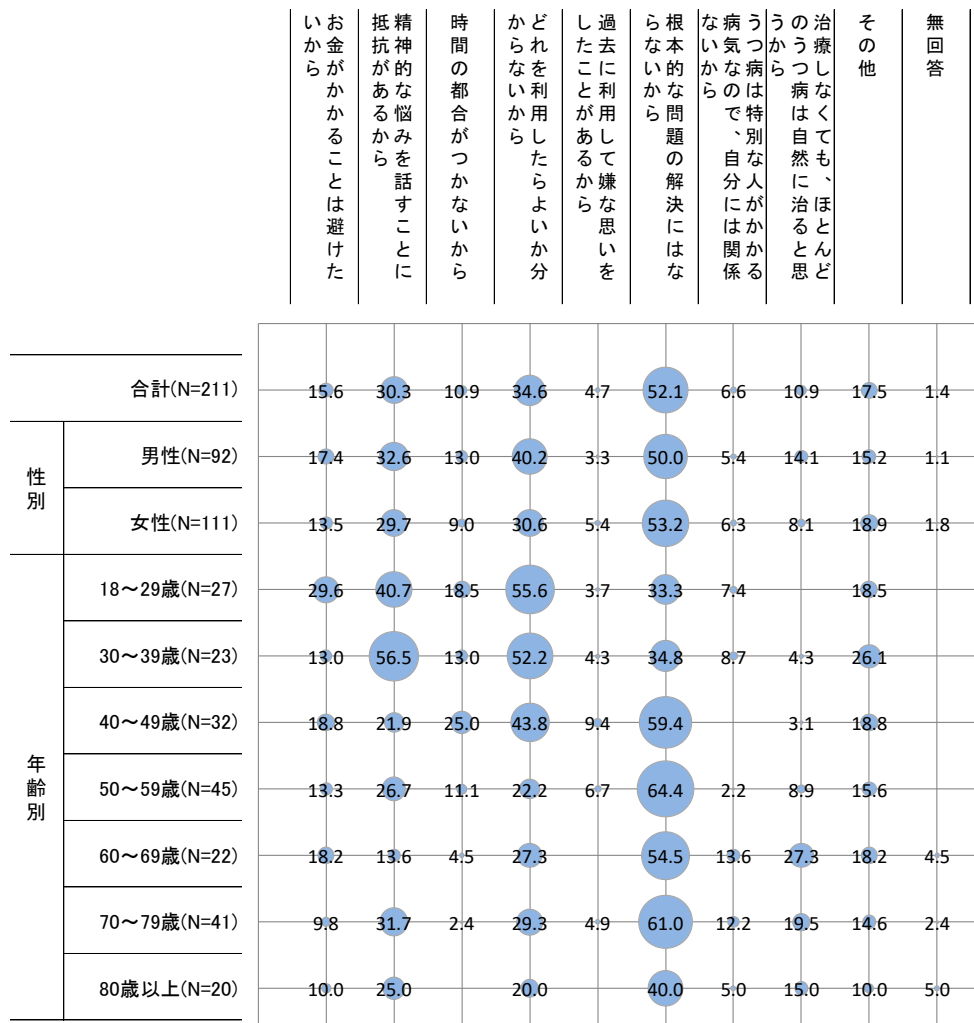 お金がかかることは避けた
いから
精神的な悩みを話すことに
抵抗があるから
時間の都合がつかないから
どれを利用したらよいか分
からないから
過去に利用して嫌な思いを
したことがあるから
根本的な問題の解決にはな
らないから
うつ病は特別な人がかかる
病気なので、自分には関係
ないから
治療しなくても、ほとんど
のうつ病は自然に治ると思
うから
その他
無回答
合計(N=211) 15.6 30.3 10.9 34.6 4.7 52.1 6.6 10.9 17.5 1.4
性別
男性(N=92) 17.4 32.6 13.0 40.2 3.3 50.0 5.4 14.1 15.2 1.1
女性(N=111) 13.5 29.7 9.0 30.6 5.4 53.2 6.3 8.1 18.9 1.8
年齢別
18～29歳(N=27) 29.6 40.7 18.5 55.6 3.7 33.3 7.4 18.5
30～39歳(N=23) 13.0 56.5 13.0 52.2 4.3 34.8 8.7 4.3 26.1
40～49歳(N=32) 18.8 21.9 25.0 43.8 9.4 59.4 3.1 18.8
50～59歳(N=45) 13.3 26.7 11.1 22.2 6.7 64.4 2.2 8.9 15.6
60～69歳(N=22) 18.2 13.6 4.5 27.3 54.5 13.6 27.3 18.2 4.5
70～79歳(N=41) 9.8 31.7 2.4 29.3 4.9 61.0 12.2 19.5 14.6 2.4
80歳以上(N=20) 10.0 25.0 20.0 40.0 5.0 15.0 10.0 5.0